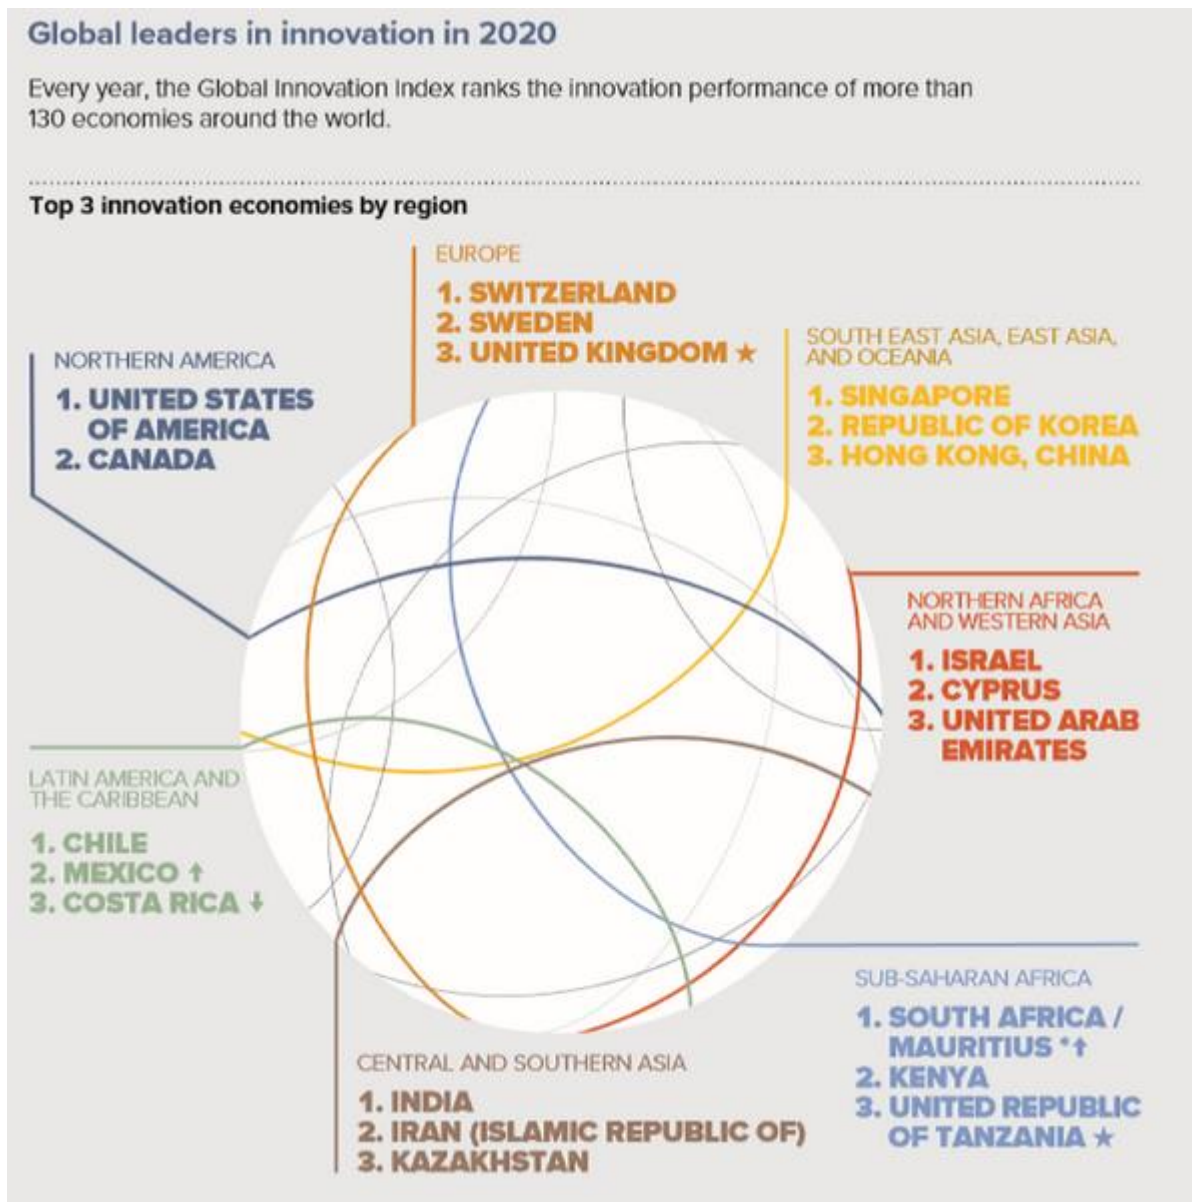 Global leaders in innovation in 2020
Every year, the Global Innovation Index ranks the innovation performance of more than
130 economies around the world.
Top 3 innovation economies by region
EUROPE
1. SWITZERLAND
2. SWEDEN
3. UNITED KINGDOM ★
SOUTH EAST ASIA, EAST ASIA,
AND OCEANIA
1. SINGAPORE
2. REPUBLIC OF KOREA
3. HONG KONG, CHINA
NORTHERN AMERICA
1. UNITED STATES
OF AMERICA
2. CANADA
NORTHERN AFRICA
AND WESTERN ASIA
1. ISRAEL
2. CYPRUS
3. UNITED ARAB
EMIRATES
LATIN AMERICA AND
THE CARIBBEAN
1. CHILE
2. MEXICO ↑
3. COSTA RICA ↓
SUB-SAHARAN AFRICA
1. SOUTH AFRICA /
MAURITIUS *↑
2. KENYA
3. UNITED REPUBLIC
OF TANZANIA ★
CENTRAL AND SOUTHERN ASIA
1. INDIA
2. IRAN (ISLAMIC REPUBLIC OF)
3. KAZAKHSTAN